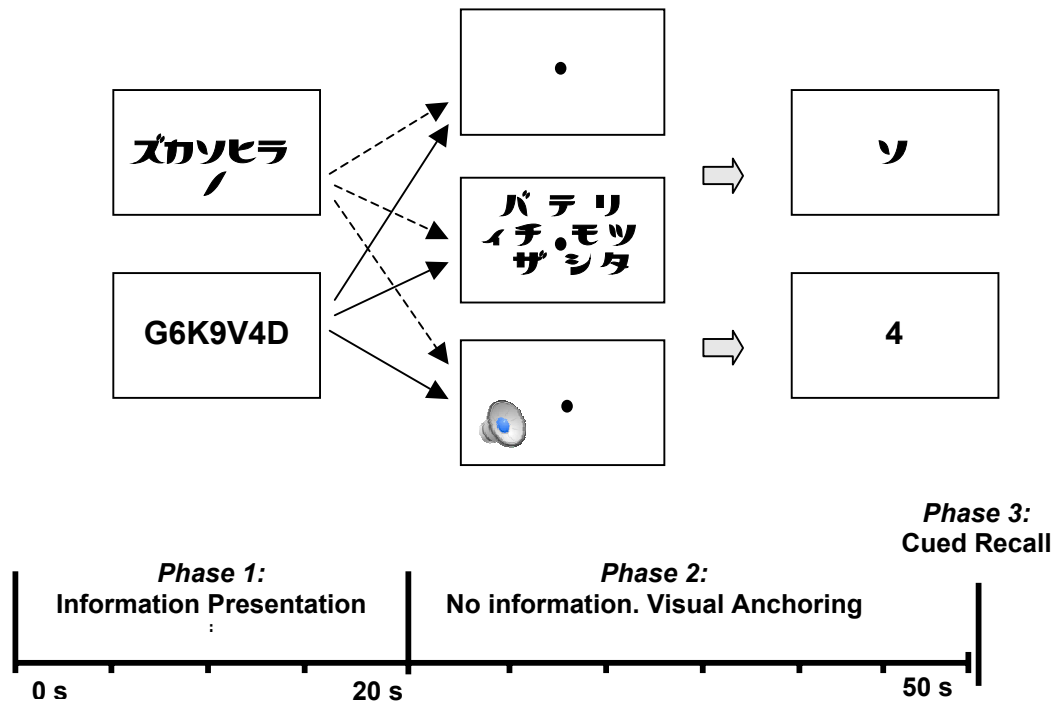 ズカソヒラ
ノ
G6K9V4D
バ テ リ
ィ チ モ ツ
ザ シ タ
ソ
4
Phase 1:
Information Presentation
:
Phase 2:
No information. Visual Anchoring
Phase 3:
Cued Recall
0 s
20 s
50 s